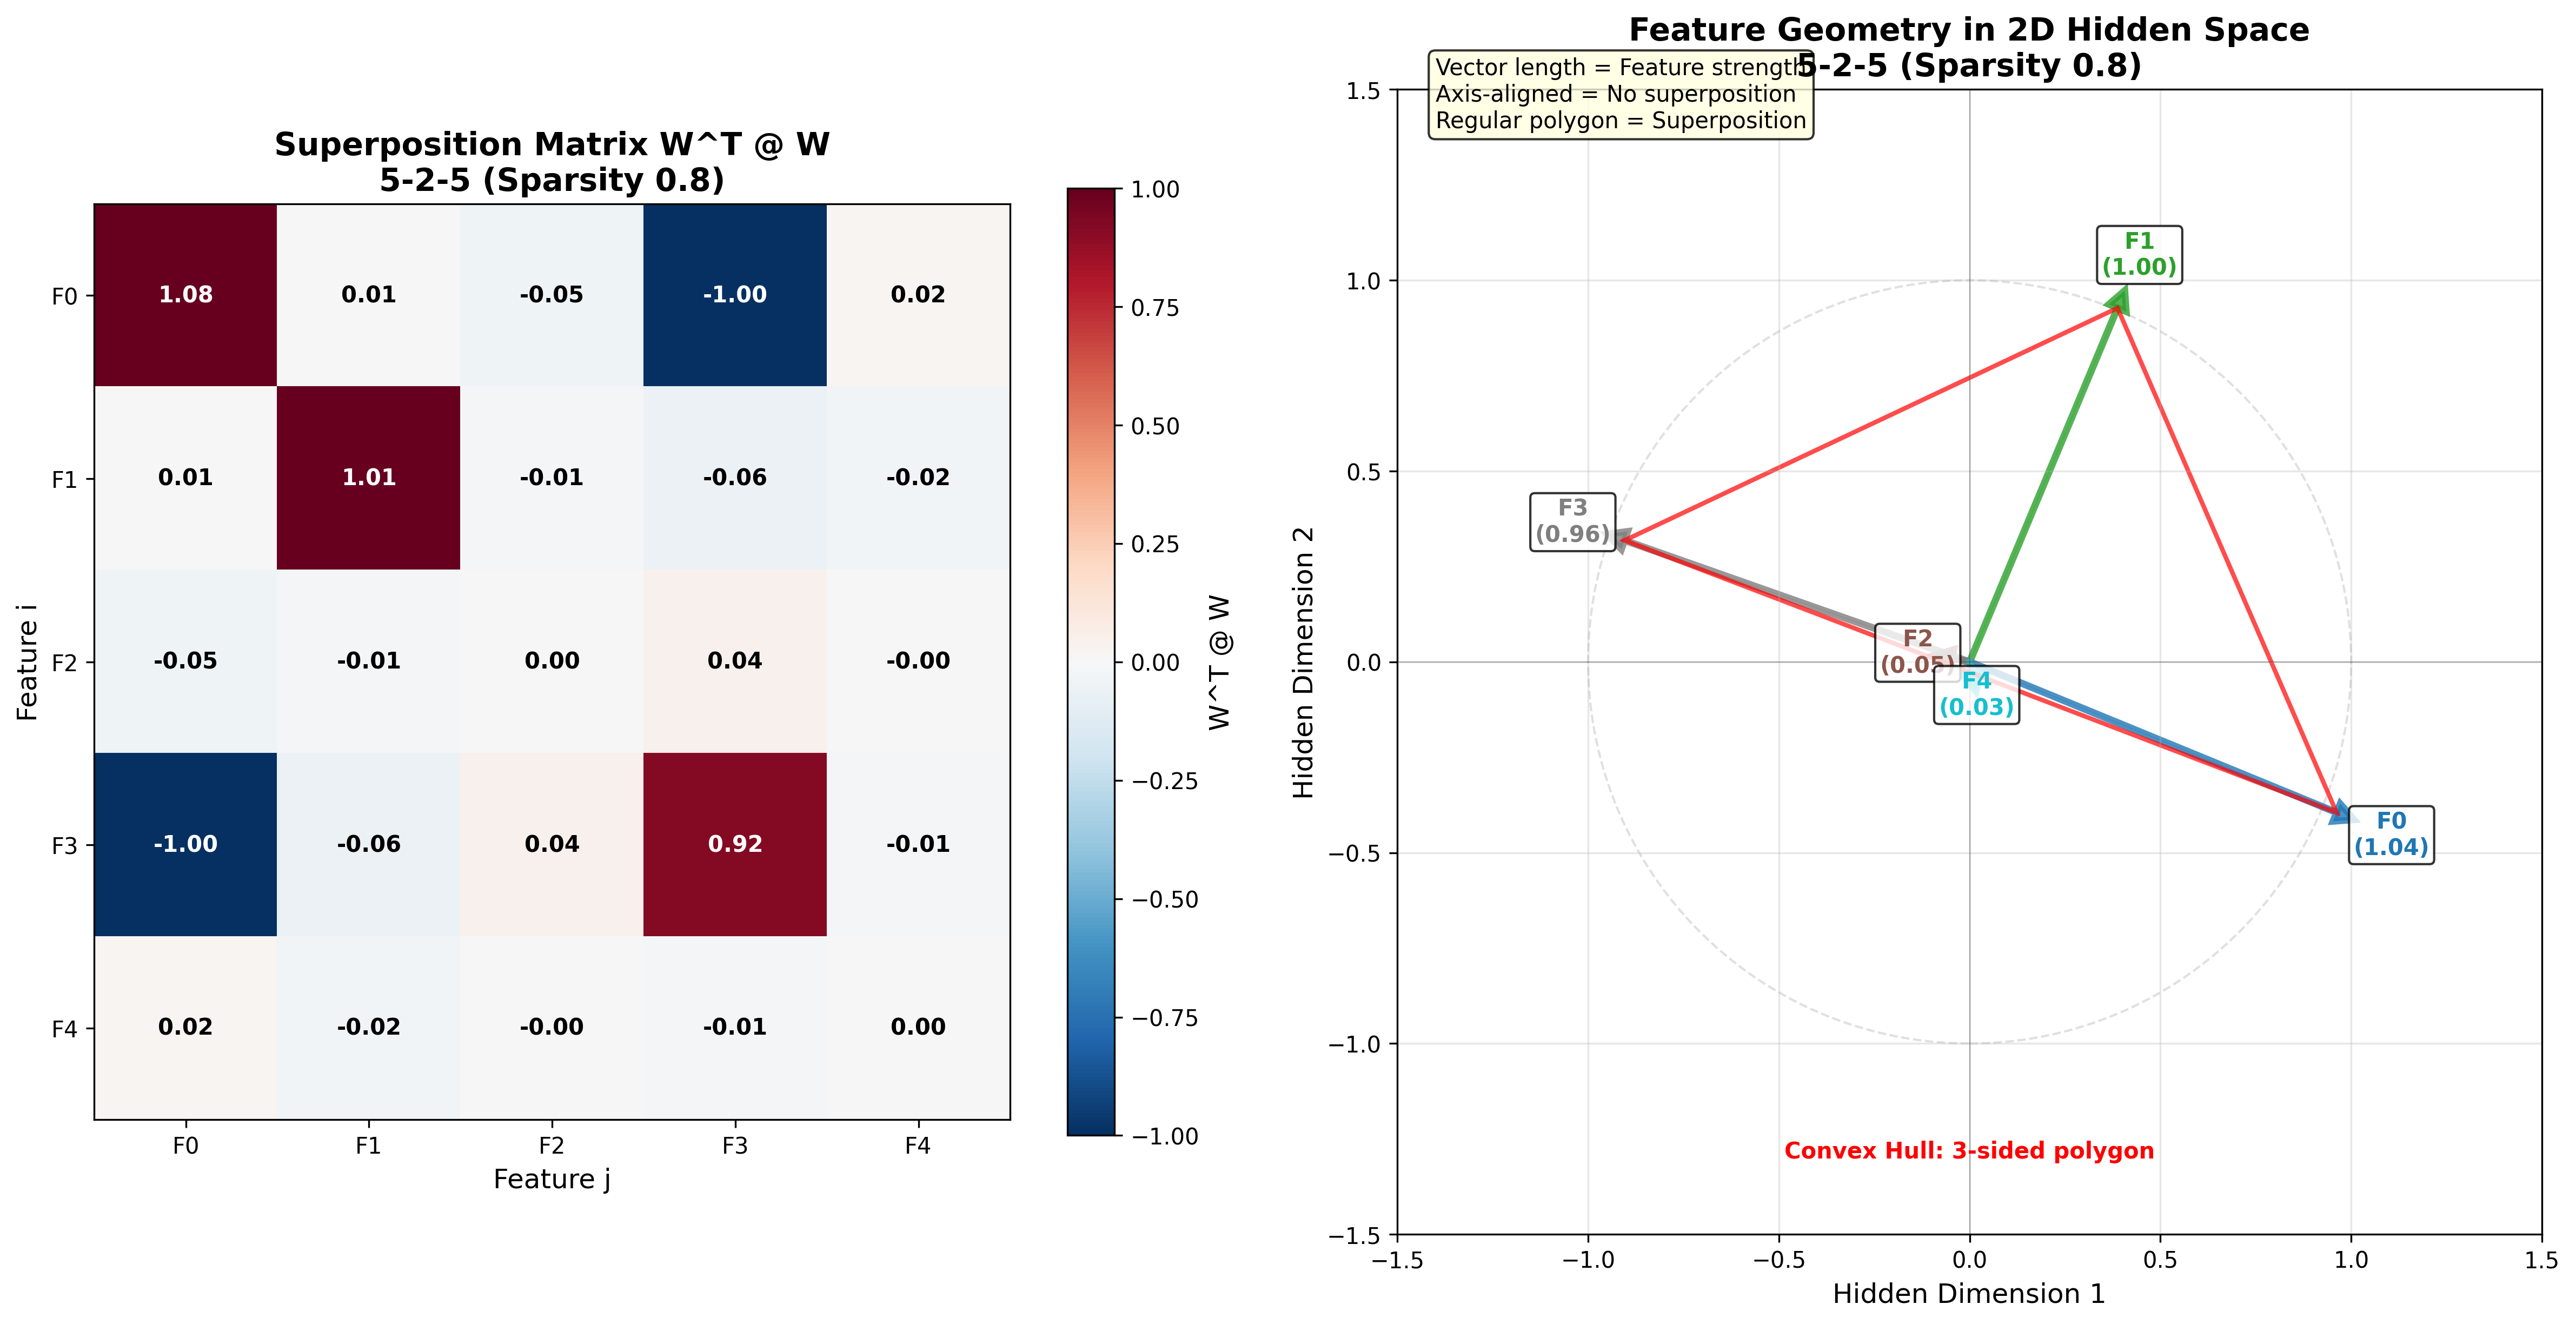 Superposition Matrix W^T @ W
5-2-5 (Sparsity 0.8)
F0
F1
F2
F3
F4
Feature i
1.08 0.01 -0.05 -1.00 0.02
0.01 1.01 -0.01 -0.06 -0.02
-0.05 -0.01 0.00 0.04 -0.00
-1.00 -0.06 0.04 0.92 -0.01
0.02 -0.02 -0.00 -0.01 0.00
F0 F1 F2 F3 F4
Feature j
1.00
0.75
0.50
0.25
0.00
−0.25
−0.50
−0.75
−1.00
W^T @ W
Feature Geometry in 2D Hidden Space
5-2-5 (Sparsity 0.8)
Vector length = Feature strength
Axis-aligned = No superposition
Regular polygon = Superposition
1.5
1.0
0.5
0.0
−0.5
−1.0
−1.5
Hidden Dimension 2
F1
(1.00)
F3
(0.96)
F2
(0.05)
F4
(0.03)
F0
(1.04)
Convex Hull: 3-sided polygon
−1.5 −1.0 −0.5 0.0 0.5 1.0 1.5
Hidden Dimension 1